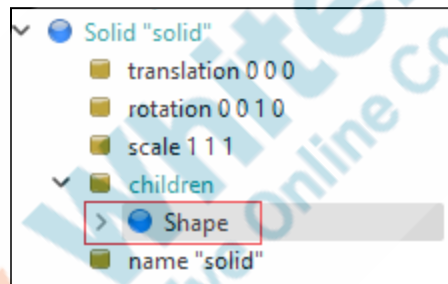 Solid "solid"
translation 0 0 0
rotation 0 0 1 0
scale 1 1 1
children
Shape
name "solid"